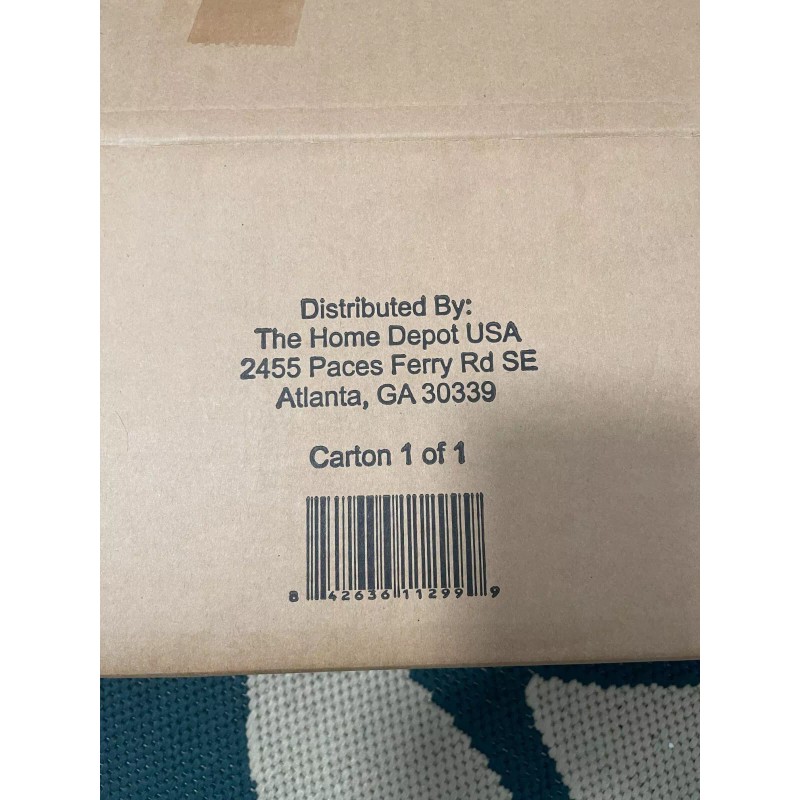 Distributed By:
The Home Depot USA
2455 Paces Ferry Rd SE
Atlanta, GA 30339
Carton 1 of 1
8 42636 11299 9